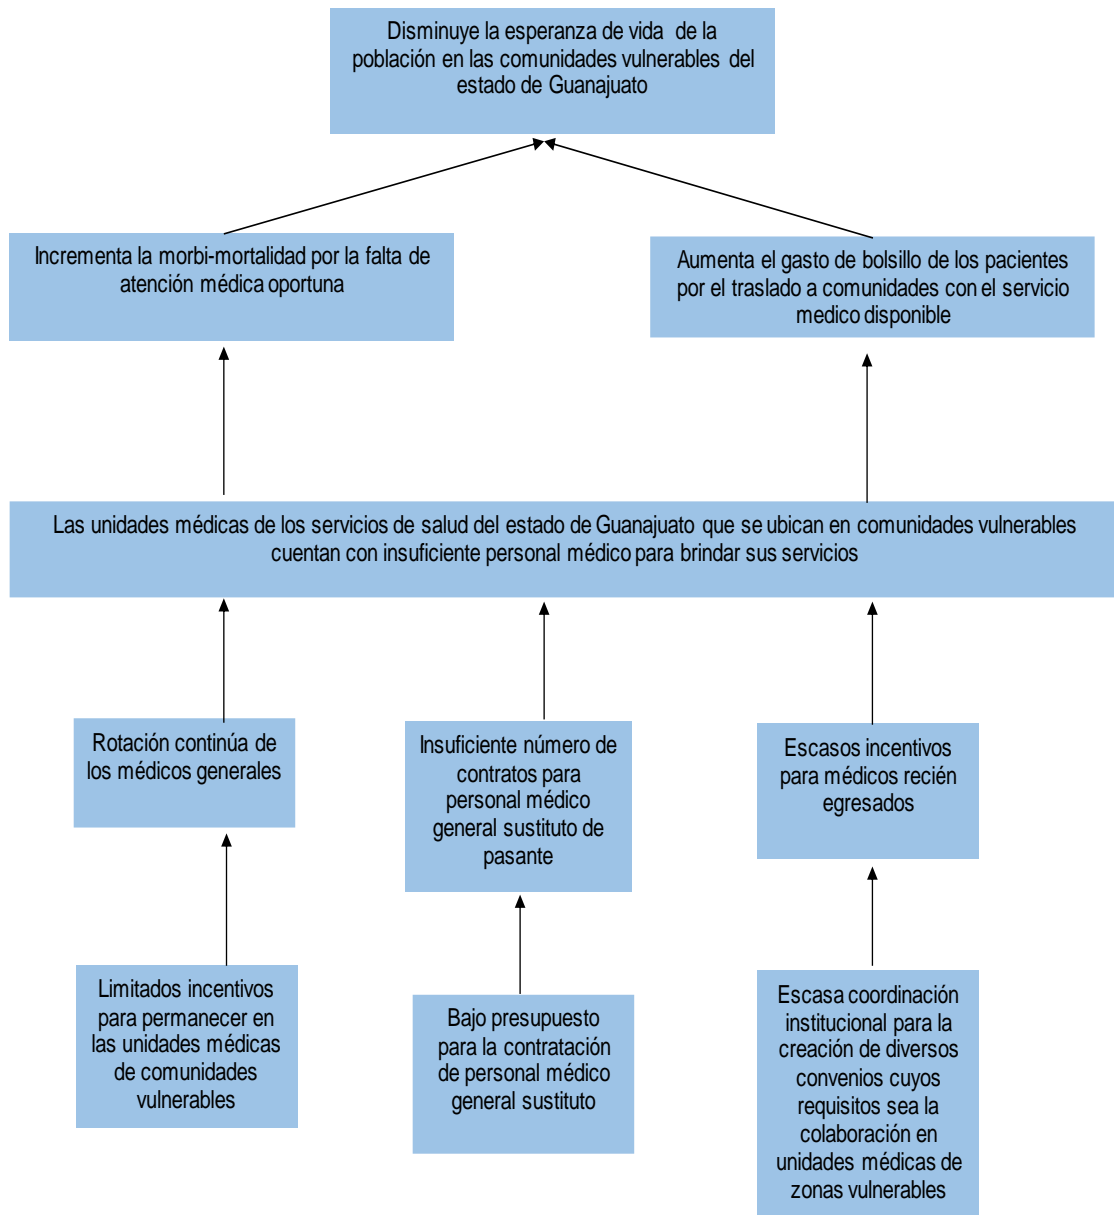 Disminuye la esperanza de vida de la
población en las comunidades vulnerables del
estado de Guanajuato
Incrementa la morbi-mortalidad por la falta de
atención médica oportuna
Aumenta el gasto de bolsillo de los pacientes
por el traslado a comunidades con el servicio
medico disponible
Las unidades médicas de los servicios de salud del estado de Guanajuato que se ubican en comunidades vulnerables
cuentan con insuficiente personal médico para brindar sus servicios
Rotación continúa de
los médicos generales
Insuficiente número de
contratos para
personal médico
general sustituto de
pasante
Escasos incentivos
para médicos recién
egresados
Limitados incentivos
para permanecer en
las unidades médicas
de comunidades
vulnerables
Bajo presupuesto
para la contratación
de personal médico
general sustituto
Escasa coordinación
institucional para la
creación de diversos
convenios cuyos
requisitos sea la
colaboración en
unidades médicas de
zonas vulnerables